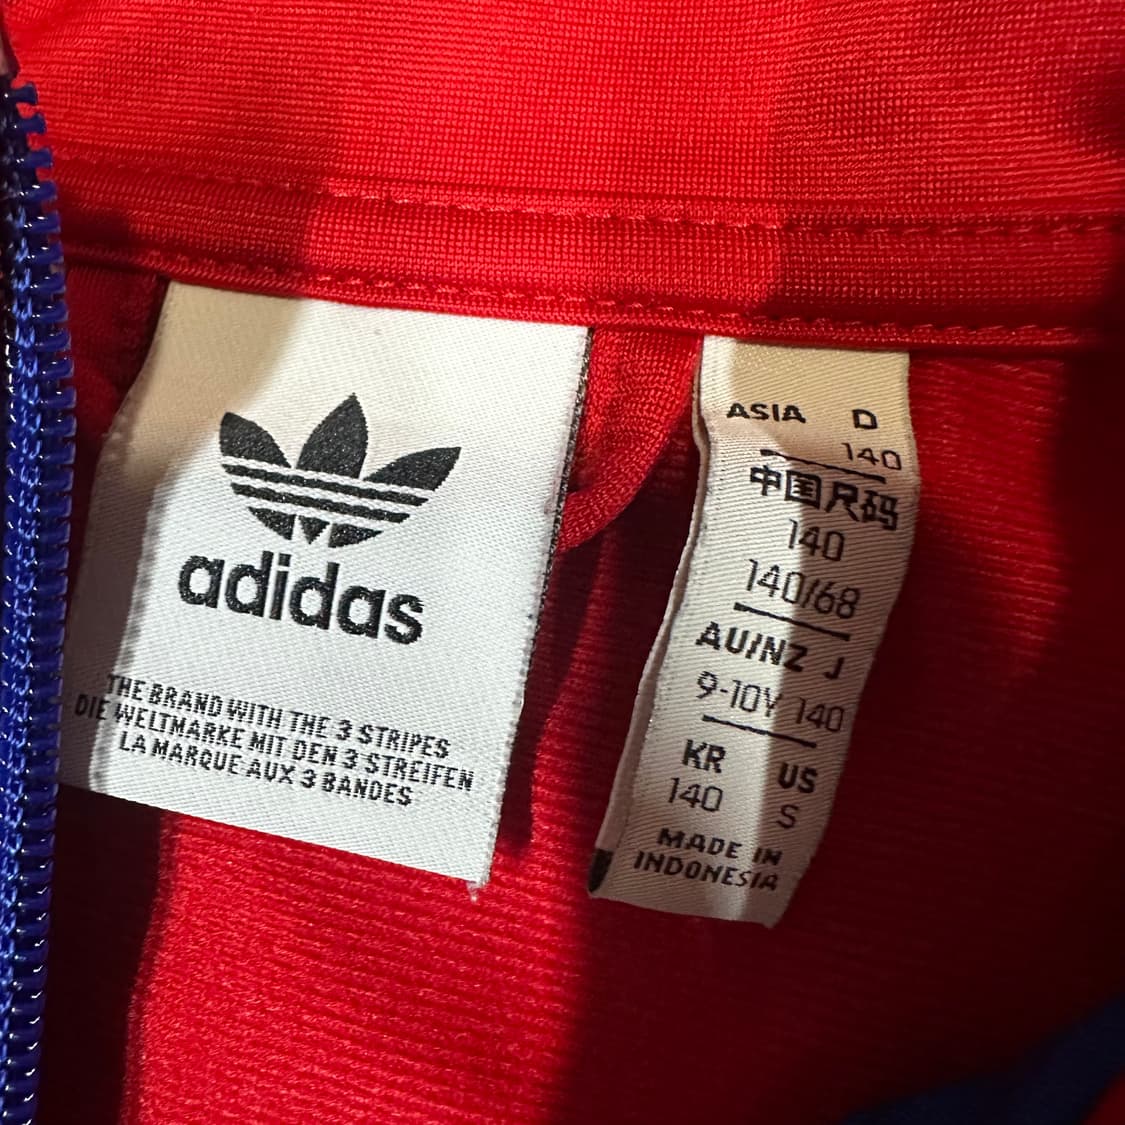 adidas
THE BRAND WITH THE 3 STRIPES
DIE WELTMARKE MIT DEN 3 STREIFEN
LA MARQUE AUX 3 BANDES
ASIA D
140
中国尺码
140
140/68
AU/NZ J
9-10Y 140
KR US
140 S
MADE IN
INDONESIA